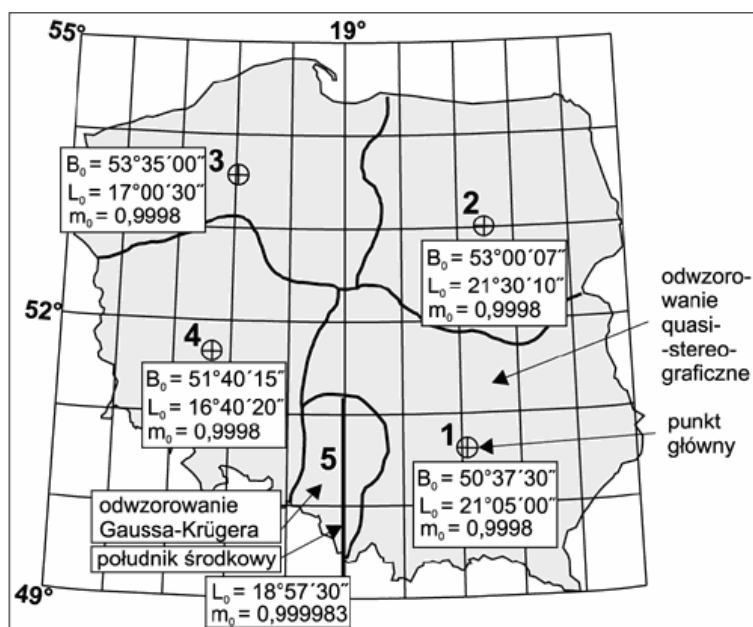 55°
19°
3
B₀ = 53°35´00˝
L₀ = 17°00´30˝
m₀ = 0,9998
2
B₀ = 53°00´07˝
L₀ = 21°30´10˝
m₀ = 0,9998
odwzoro-
wanie
quasi-
-stereo-
graficzne
52°
4
B₀ = 51°40´15˝
L₀ = 16°40´20˝
m₀ = 0,9998
1
punkt
główny
B₀ = 50°37´30˝
L₀ = 21°05´00˝
m₀ = 0,9998
5
odwzorowanie
Gaussa-Krügera
południk środkowy
49°
L₀ = 18°57´30˝
m₀ = 0,999983